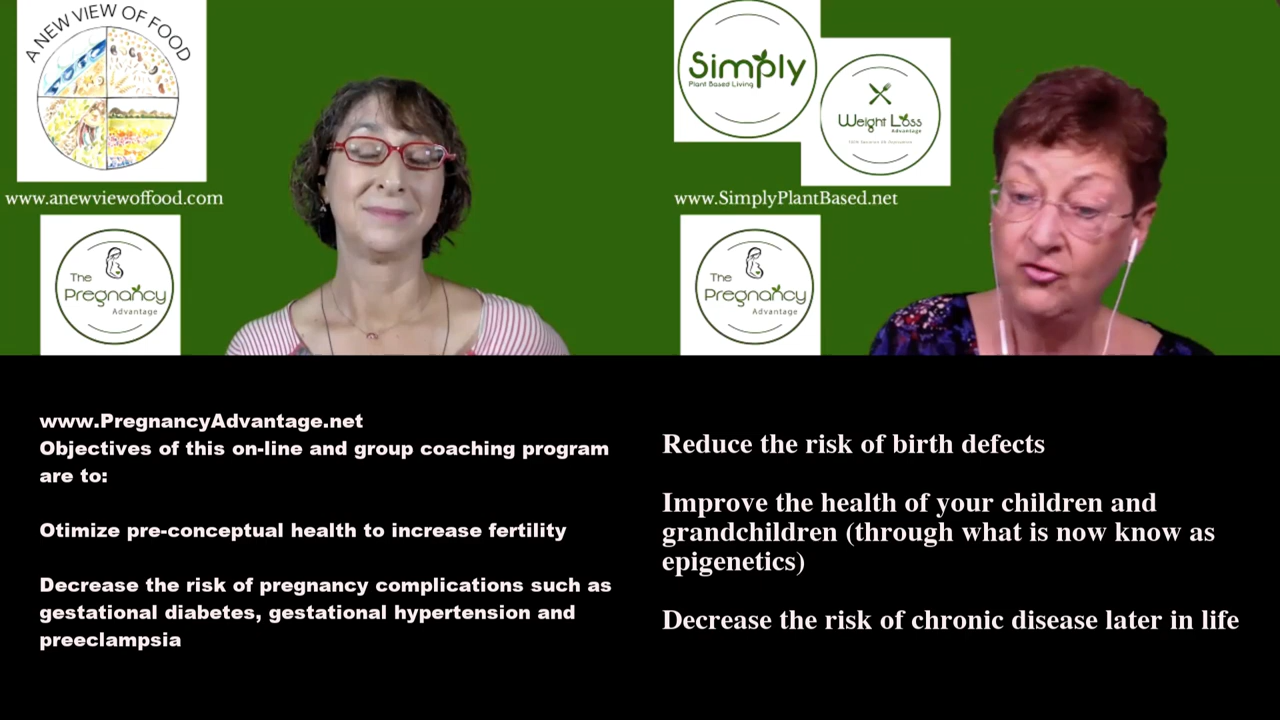 A NEW VIEW OF FOOD
www.anewviewoffood.com
The
Pregnancy
Advantage
Simply
Plant Based Living
Weight Loss
Advantage
www.SimplyPlantBased.net
The
Pregnancy
Advantage
www.PregnancyAdvantage.net
Objectives of this on-line and group coaching program
are to:
Otimize pre-conceptual health to increase fertility
Decrease the risk of pregnancy complications such as
gestational diabetes, gestational hypertension and
preeclampsia
Reduce the risk of birth defects
Improve the health of your children and
grandchildren (through what is now know as
epigenetics)
Decrease the risk of chronic disease later in life